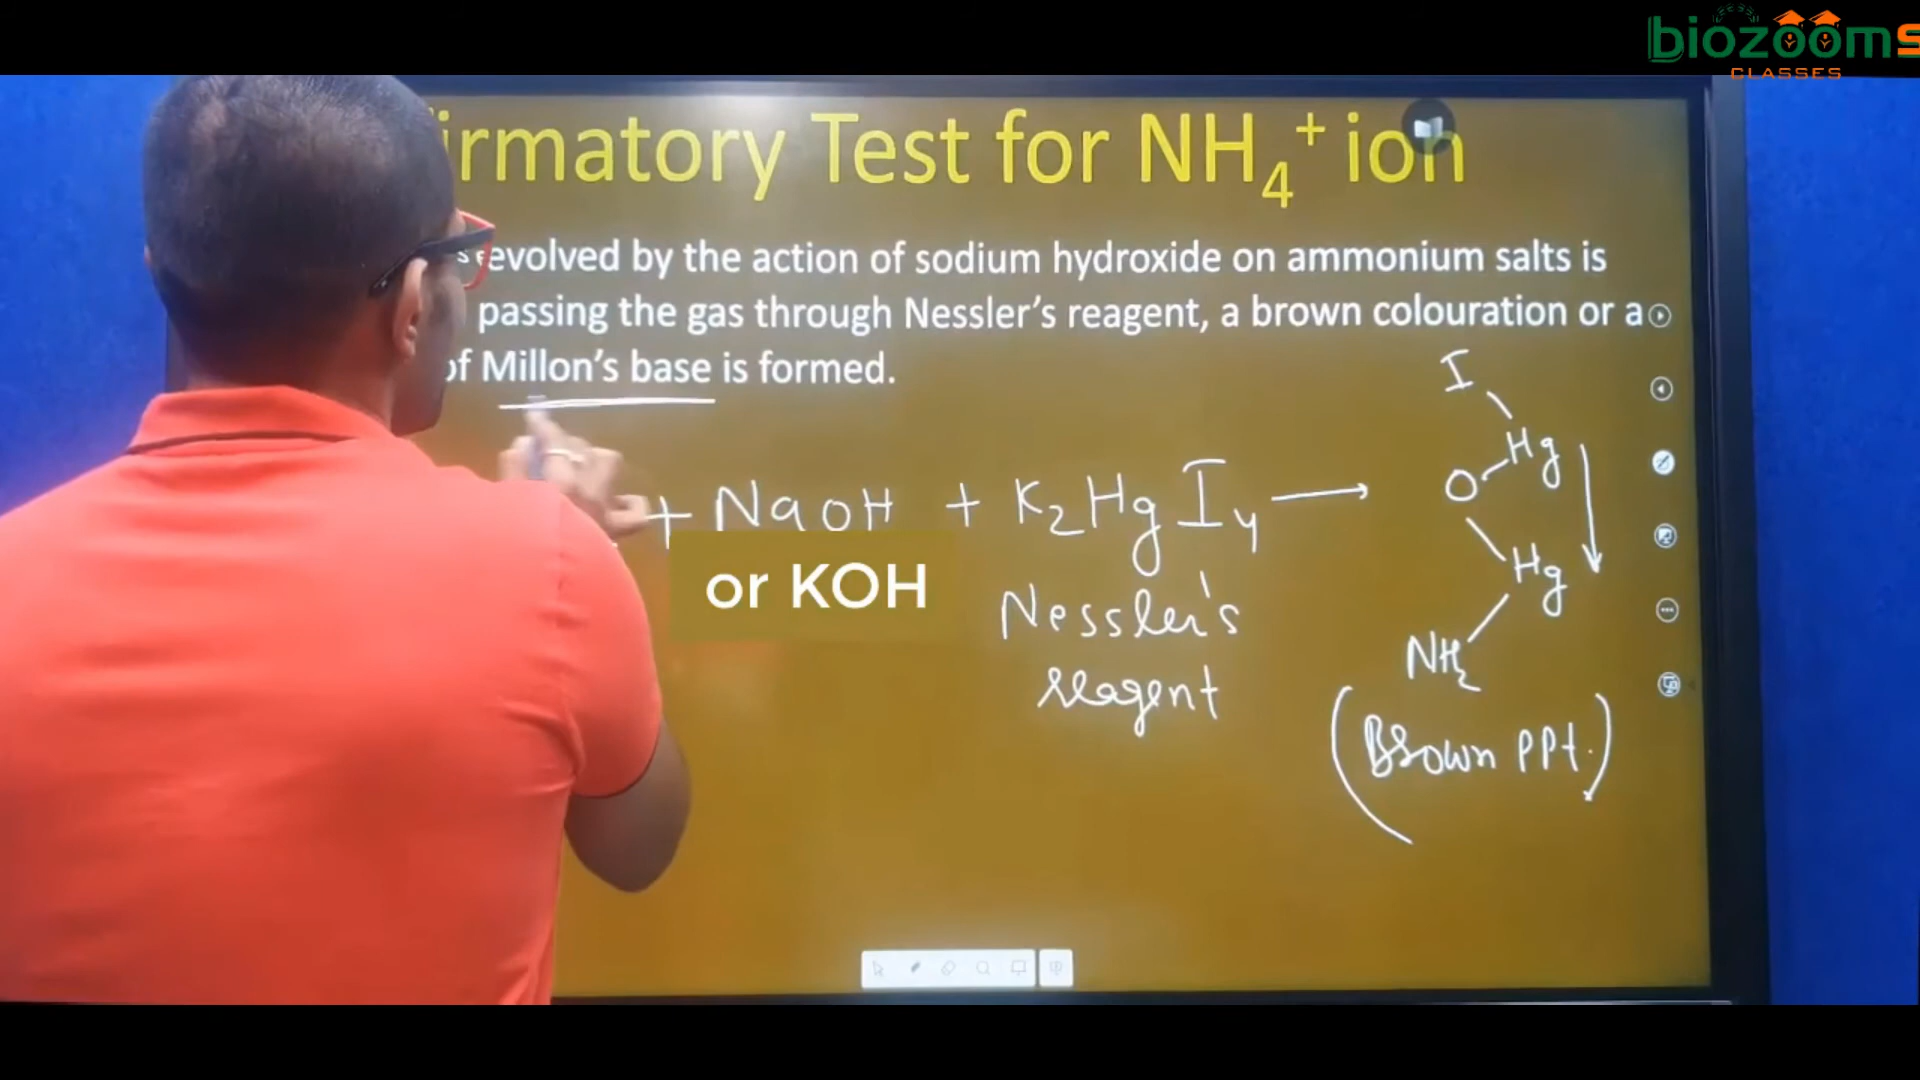 biozooms
CLASSES
irmatory Test for NH₄⁺ ion
evolved by the action of sodium hydroxide on ammonium salts is
passing the gas through Nessler's reagent, a brown colouration or a
of Millon's base is formed.
I
Hg
+ NaOH + K₂HgI₄ → O
or KOH
Hg
Nessler's
NH₂
reagent
(Brown PPt.)